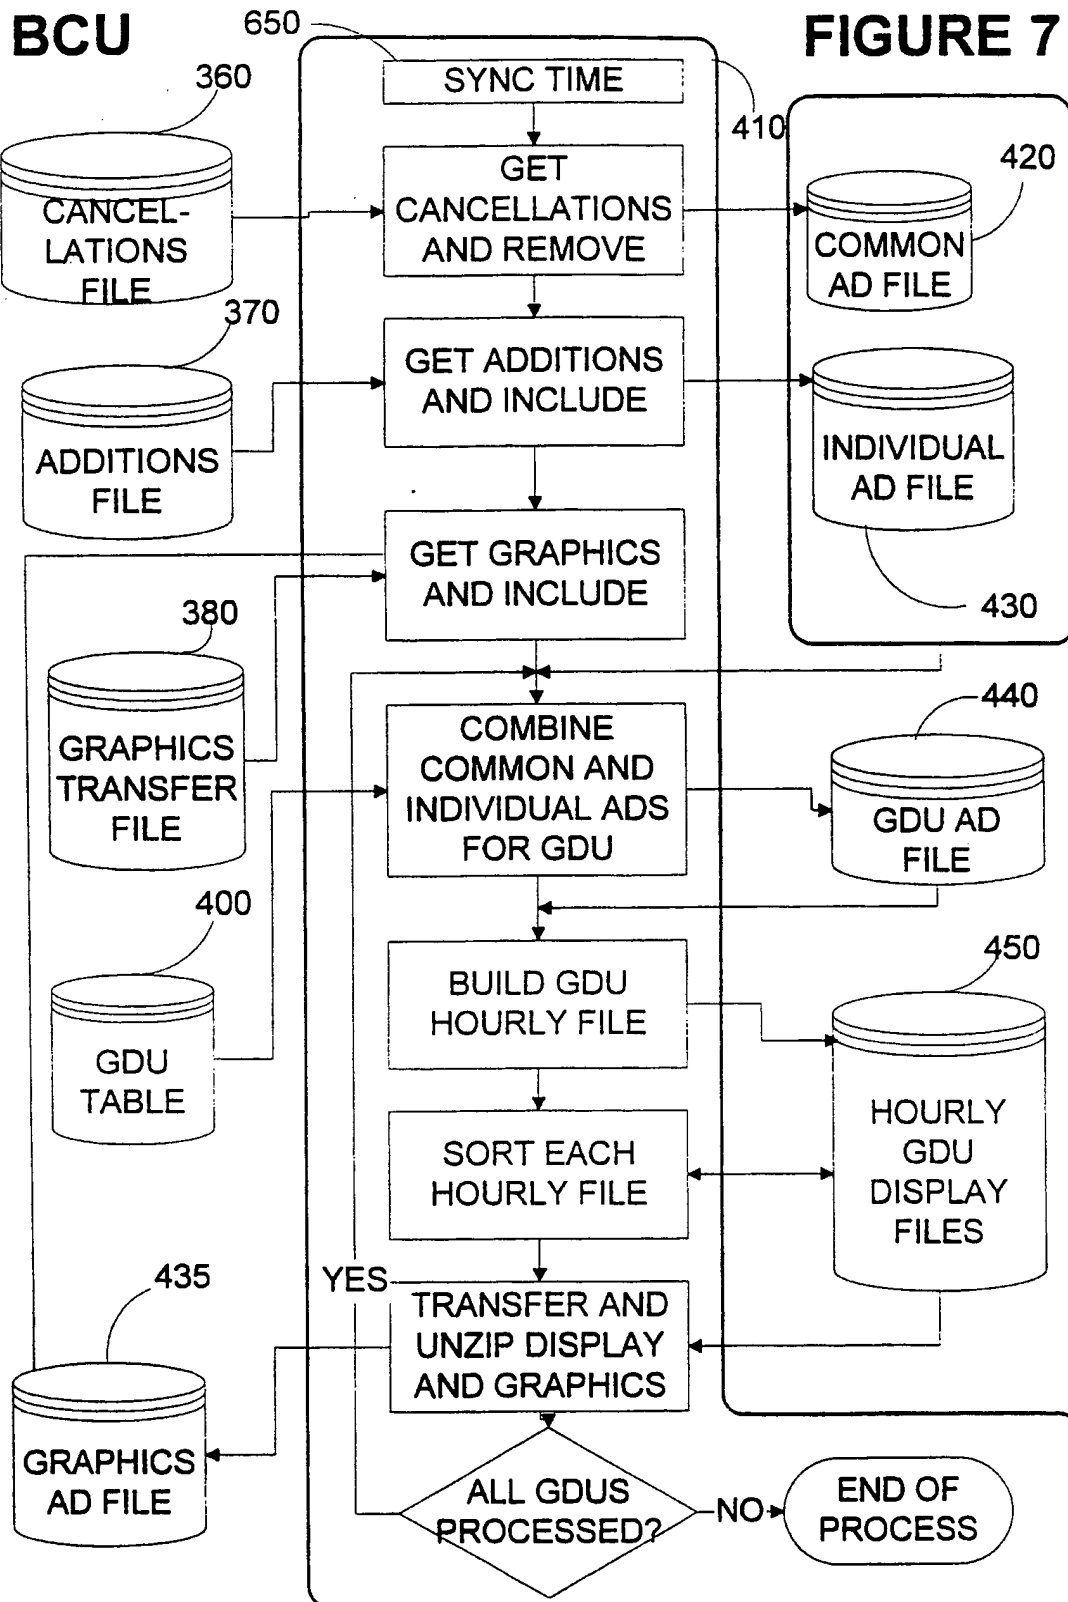 BCU
650
FIGURE 7
360
SYNC TIME
410
420
CANCEL-
LATIONS
FILE
GET
CANCELLATIONS
AND REMOVE
COMMON
AD FILE
370
ADDITIONS
FILE
GET ADDITIONS
AND INCLUDE
INDIVIDUAL
AD FILE
GET GRAPHICS
AND INCLUDE
430
380
GRAPHICS
TRANSFER
FILE
COMBINE
COMMON AND
INDIVIDUAL ADS
FOR GDU
440
GDU AD
FILE
400
GDU
TABLE
BUILD GDU
HOURLY FILE
450
HOURLY
GDU
DISPLAY
FILES
SORT EACH
HOURLY FILE
435
YES
TRANSFER AND
UNZIP DISPLAY
AND GRAPHICS
GRAPHICS
AD FILE
ALL GDUS
PROCESSED?
NO
END OF
PROCESS